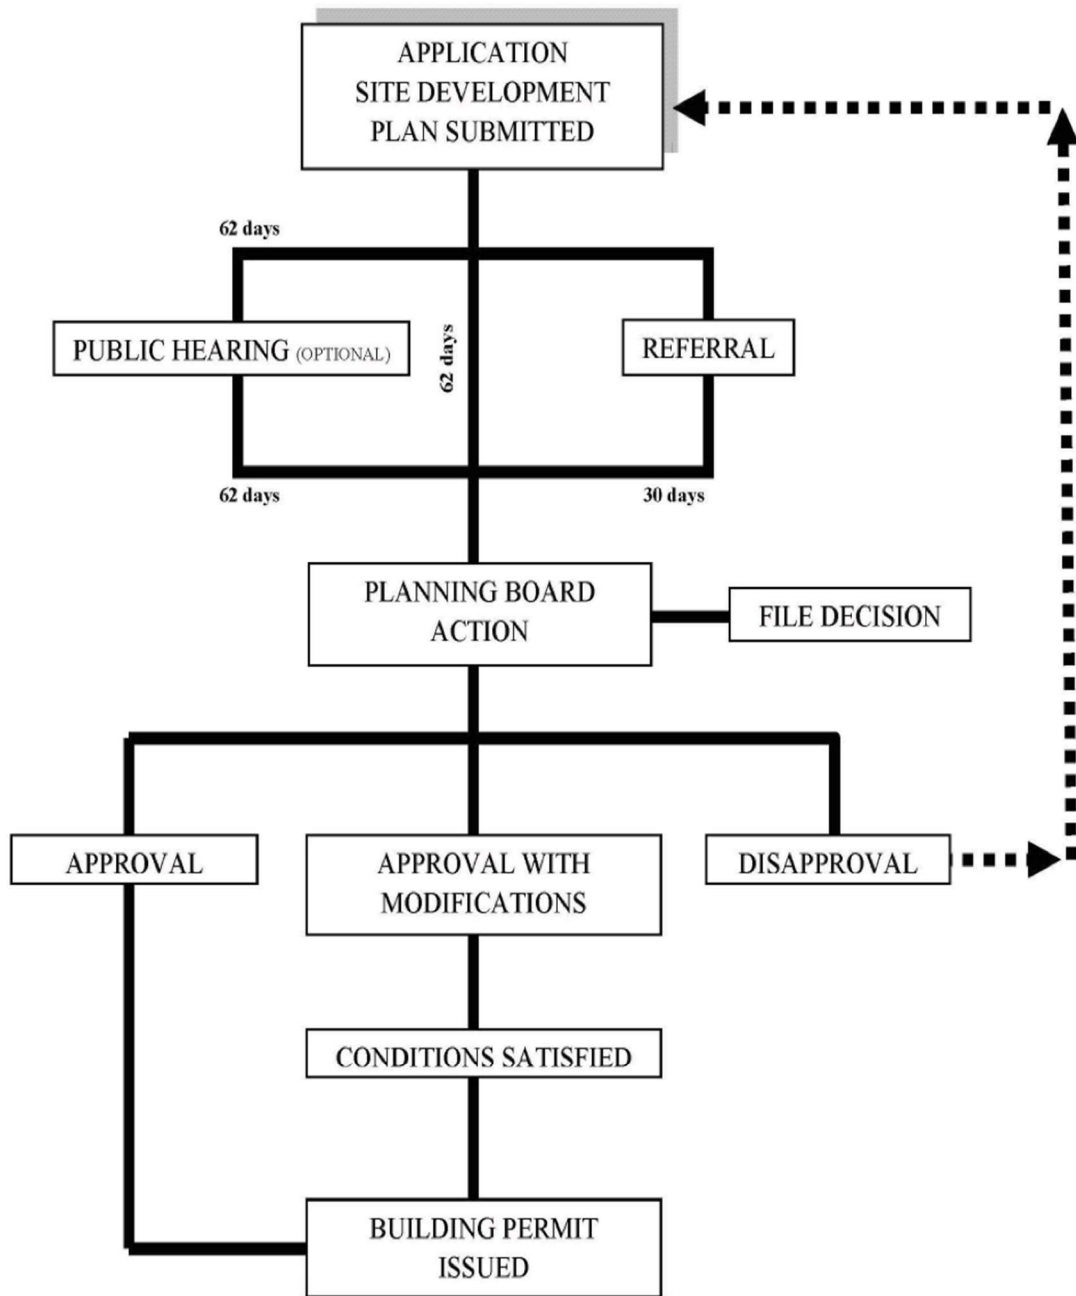 APPLICATION
SITE DEVELOPMENT
PLAN SUBMITTED
62 days
PUBLIC HEARING (OPTIONAL)
62 days
REFERRAL
62 days
30 days
PLANNING BOARD
ACTION
FILE DECISION
APPROVAL
APPROVAL WITH
MODIFICATIONS
DISAPPROVAL
CONDITIONS SATISFIED
BUILDING PERMIT
ISSUED